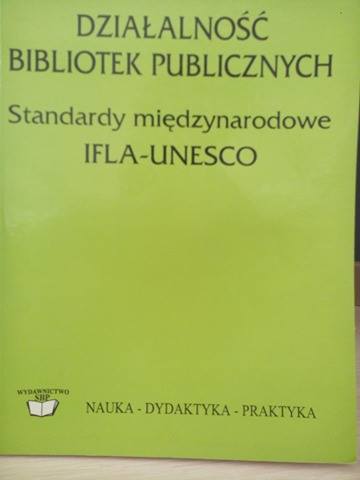 DZIAŁALNOŚĆ
BIBLIOTEK PUBLICZNYCH
Standardy międzynarodowe
IFLA-UNESCO
WYDAWNICTWO
SBP
NAUKA - DYDAKTYKA - PRAKTYKA